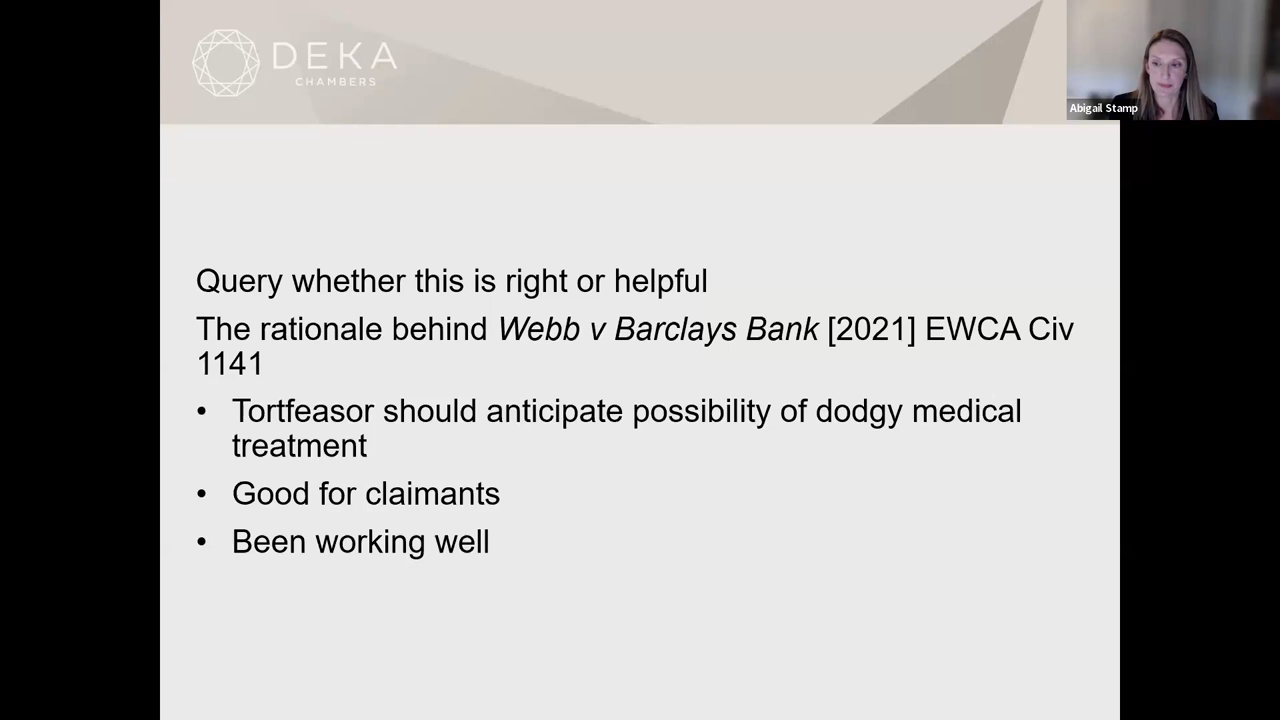 DEKA
CHAMBERS
Abigail Stamp
Query whether this is right or helpful
The rationale behind Webb v Barclays Bank [2021] EWCA Civ
1141
• Tortfeasor should anticipate possibility of dodgy medical
treatment
• Good for claimants
• Been working well